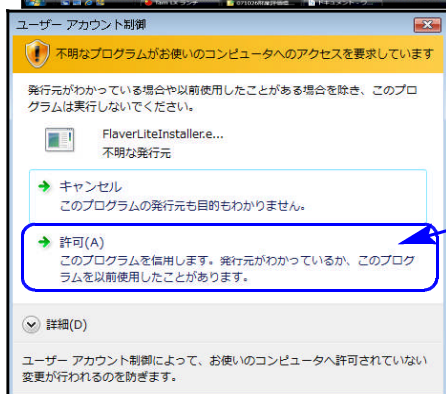 ユーザー アカウント制御
不明なプログラムがお使いのコンピュータへのアクセスを要求しています
発行元がわかっている場合や以前使用したことがある場合を除き、このプロ
グラムは実行しないでください。
FlaverLiteInstaller.e...
不明な発行元
キャンセル
このプログラムの発行元も目的もわかりません。
許可(A)
このプログラムを信用します。発行元がわかっているか、このプログ
ラムを以前使用したことがあります。
詳細(D)
ユーザー アカウント制御によって、お使いのコンピュータへ許可されていない
変更が行われるのを防ぎます。